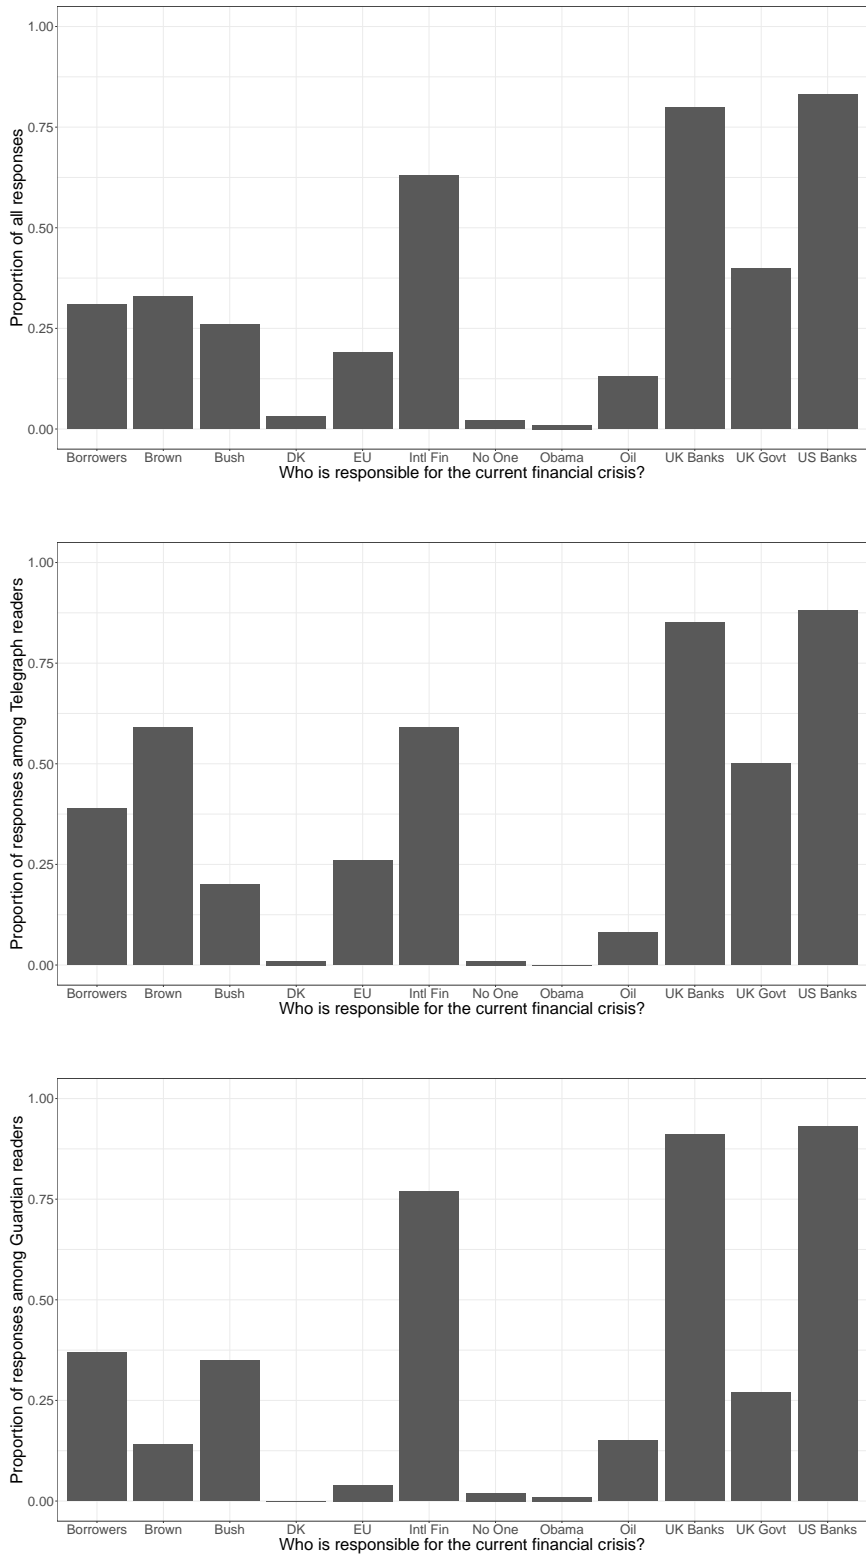 Proportion of all responses
1.00
0.75
0.50
0.25
0.00
Borrowers Brown Bush DK EU Intl Fin No One Obama Oil UK Banks UK Govt US Banks
Who is responsible for the current financial crisis?
Proportion of responses among Telegraph readers
1.00
0.75
0.50
0.25
0.00
Borrowers Brown Bush DK EU Intl Fin No One Obama Oil UK Banks UK Govt US Banks
Who is responsible for the current financial crisis?
Proportion of responses among Guardian readers
1.00
0.75
0.50
0.25
0.00
Borrowers Brown Bush DK EU Intl Fin No One Obama Oil UK Banks UK Govt US Banks
Who is responsible for the current financial crisis?